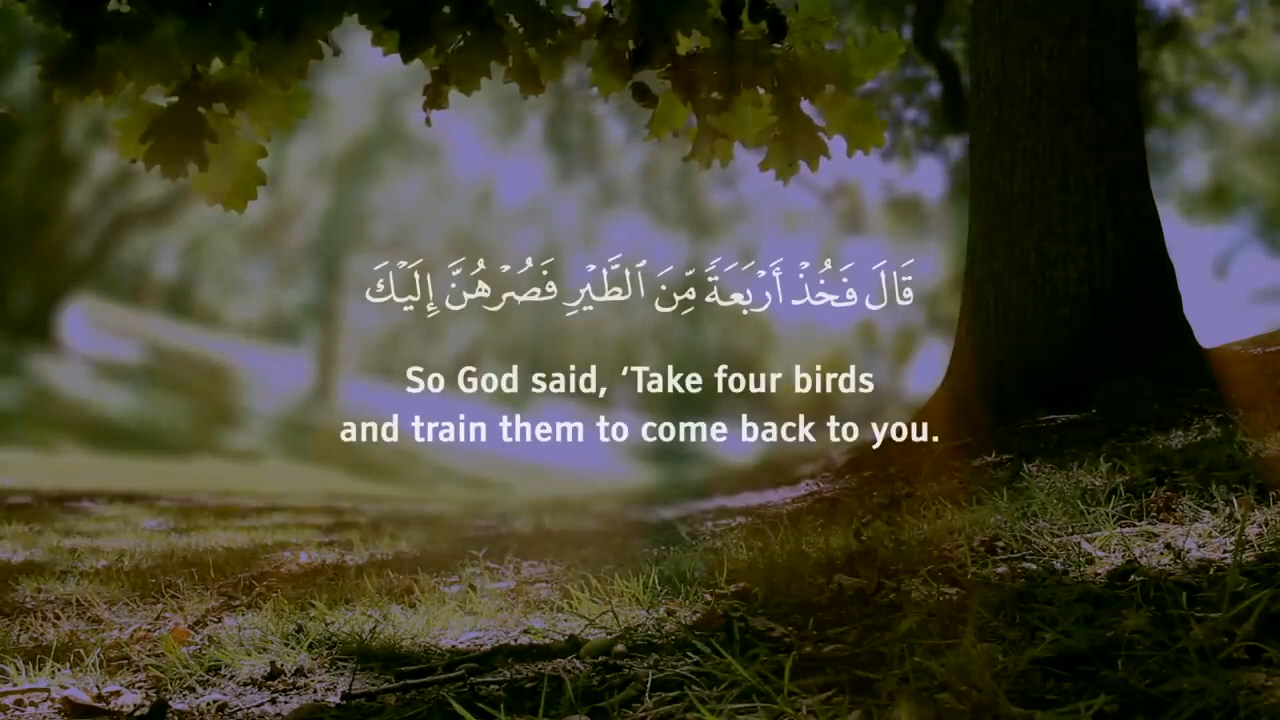 قَالَ فَخُذْ أَرْبَعَةً مِّنَ ٱلطَّيْرِ فَصُرْهُنَّ إِلَيْكَ
So God said, ‘Take four birds
and train them to come back to you.